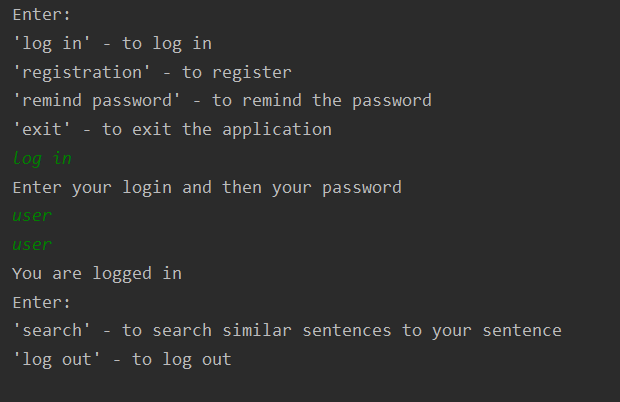 Enter:
'log in' - to log in
'registration' - to register
'remind password' - to remind the password
'exit' - to exit the application
log in
Enter your login and then your password
user
user
You are logged in
Enter:
'search' - to search similar sentences to your sentence
'log out' - to log out